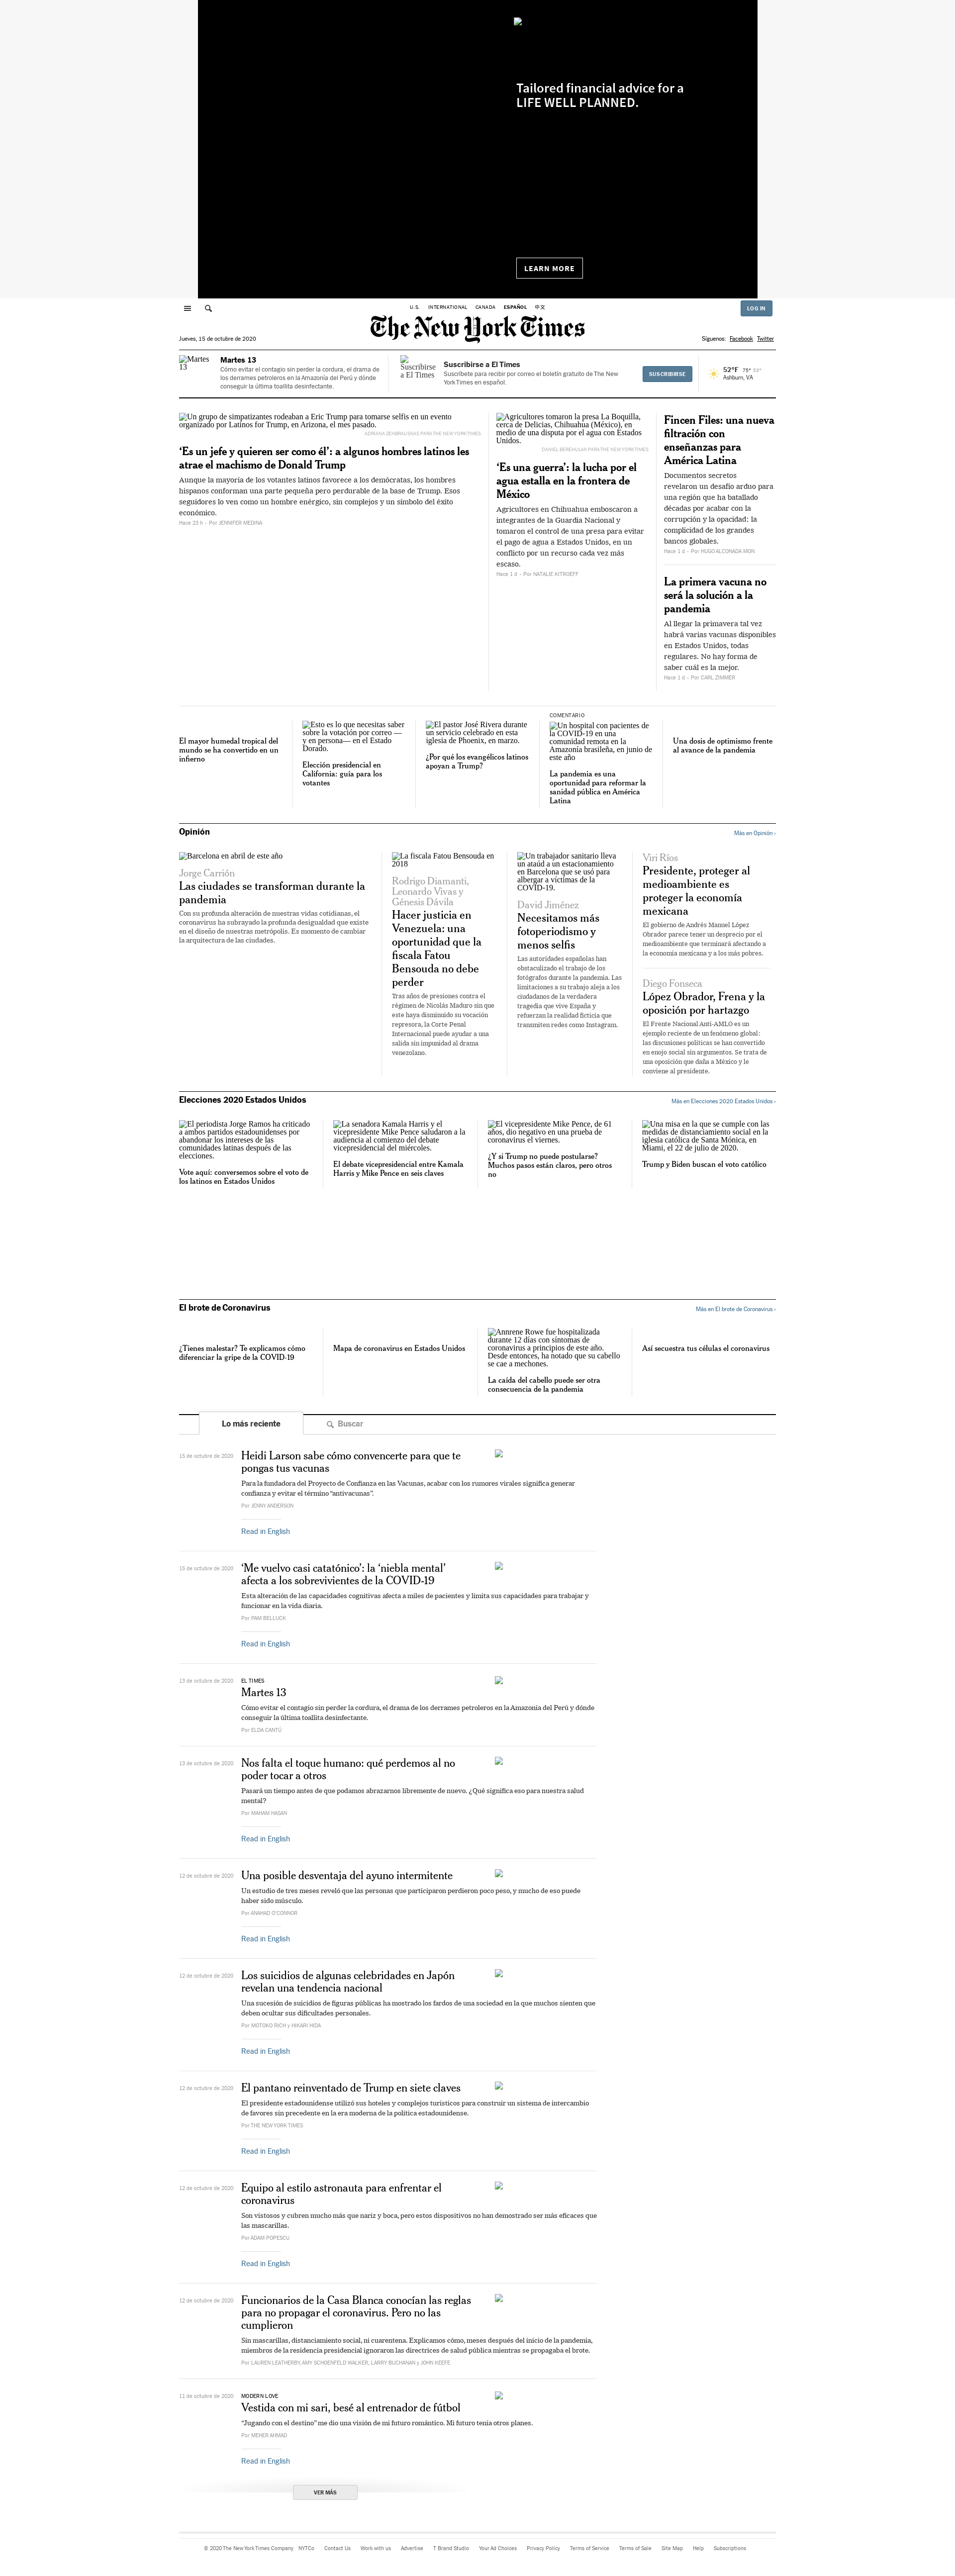 Tailored financial advice for a
LIFE WELL PLANNED.
LEARN MORE
U.S.
INTERNATIONAL
CANADA
ESPAÑOL
中文
LOG IN
The New York Times
Jueves, 15 de octubre de 2020
Síguenos: Facebook Twitter
Martes 13
Martes 13
Cómo evitar el contagio sin perder la cordura, el drama de
los derrames petroleros en la Amazonía del Perú y dónde
conseguir la última toallita desinfectante.
Suscribirse a El Times
Suscribirse a El Times
Suscríbete para recibir por correo el boletín gratuito de The New
York Times en español.
SUSCRIBIRSE
52°F 75° 53°
Ashburn, VA
Un grupo de simpatizantes rodeaban a Eric Trump para tomarse selfis en un evento
organizado por Latinos for Trump, en Arizona, el mes pasado.
ADRIANA ZEHBRAUSKAS PARA THE NEW YORK TIMES
‘Es un jefe y quieren ser como él’: a algunos hombres latinos les
atrae el machismo de Donald Trump
Aunque la mayoría de los votantes latinos favorece a los demócratas, los hombres
hispanos conforman una parte pequeña pero perdurable de la base de Trump. Esos
seguidores lo ven como un hombre enérgico, sin complejos y un símbolo del éxito
económico.
Hace 23 h - Por JENNIFER MEDINA
Agricultores tomaron la presa La Boquilla,
cerca de Delicias, Chihuahua (México), en
medio de una disputa por el agua con Estados
Unidos.
DANIEL BEREHULAK PARA THE NEW YORK TIMES
‘Es una guerra’: la lucha por el
agua estalla en la frontera de
México
Agricultores en Chihuahua emboscaron a
integrantes de la Guardia Nacional y
tomaron el control de una presa para evitar
el pago de agua a Estados Unidos, en un
conflicto por un recurso cada vez más
escaso.
Hace 1 d - Por NATALIE KITROEFF
Fincen Files: una nueva
filtración con
enseñanzas para
América Latina
Documentos secretos
revelaron un desafío arduo para
una región que ha batallado
décadas por acabar con la
corrupción y la opacidad: la
complicidad de los grandes
bancos globales.
Hace 1 d - Por HUGO ALCONADA MON
La primera vacuna no
será la solución a la
pandemia
Al llegar la primavera tal vez
habrá varias vacunas disponibles
en Estados Unidos, todas
regulares. No hay forma de
saber cuál es la mejor.
Hace 1 d - Por CARL ZIMMER
El mayor humedal tropical del
mundo se ha convertido en un
infierno
Esto es lo que necesitas saber
sobre la votación por correo —
y en persona— en el Estado
Dorado.
Elección presidencial en
California: guía para los
votantes
El pastor José Rivera durante
un servicio celebrado en esta
iglesia de Phoenix, en marzo.
¿Por qué los evangélicos latinos
apoyan a Trump?
COMENTARIO
Un hospital con pacientes de
la COVID-19 en una
comunidad remota en la
Amazonía brasileña, en junio de
este año
La pandemia es una
oportunidad para reformar la
sanidad pública en América
Latina
Una dosis de optimismo frente
al avance de la pandemia
Opinión
Más en Opinión ›
Barcelona en abril de este año
Jorge Carrión
Las ciudades se transforman durante la
pandemia
Con su profunda alteración de nuestras vidas cotidianas, el
coronavirus ha subrayado la profunda desigualdad que existe
en el diseño de nuestras metrópolis. Es momento de cambiar
la arquitectura de las ciudades.
La fiscala Fatou Bensouda en
2018
Rodrigo Diamanti,
Leonardo Vivas y
Génesis Dávila
Hacer justicia en
Venezuela: una
oportunidad que la
fiscala Fatou
Bensouda no debe
perder
Tras años de presiones contra el
régimen de Nicolás Maduro sin que
este haya disminuido su vocación
represora, la Corte Penal
Internacional puede ayudar a una
salida sin impunidad al drama
venezolano.
Un trabajador sanitario lleva
un ataúd a un estacionamiento
en Barcelona que se usó para
albergar a víctimas de la
COVID-19.
David Jiménez
Necesitamos más
fotoperiodismo y
menos selfis
Las autoridades españolas han
obstaculizado el trabajo de los
fotógrafos durante la pandemia. Las
limitaciones a su trabajo aleja a los
ciudadanos de la verdadera
tragedia que vive España y
refuerzan la realidad ficticia que
transmiten redes como Instagram.
Viri Ríos
Presidente, proteger al
medioambiente es
proteger la economía
mexicana
El gobierno de Andrés Manuel López
Obrador parece tener un desprecio por el
medioambiente que terminará afectando a
la economía mexicana y a los más pobres.
Diego Fonseca
López Obrador, Frena y la
oposición por hartazgo
El Frente Nacional Anti-AMLO es un
ejemplo reciente de un fenómeno global:
las discusiones políticas se han convertido
en enojo social sin argumentos. Se trata de
una oposición que daña a México y le
conviene al presidente.
Elecciones 2020 Estados Unidos
Más en Elecciones 2020 Estados Unidos ›
El periodista Jorge Ramos ha criticado
a ambos partidos estadounidenses por
abandonar los intereses de las
comunidades latinas después de las
elecciones.
Vote aquí: conversemos sobre el voto de
los latinos en Estados Unidos
La senadora Kamala Harris y el
vicepresidente Mike Pence saludaron a la
audiencia al comienzo del debate
vicepresidencial del miércoles.
El debate vicepresidencial entre Kamala
Harris y Mike Pence en seis claves
El vicepresidente Mike Pence, de 61
años, dio negativo en una prueba de
coronavirus el viernes.
¿Y si Trump no puede postularse?
Muchos pasos están claros, pero otros
no
Una misa en la que se cumple con las
medidas de distanciamiento social en la
iglesia católica de Santa Mónica, en
Miami, el 22 de julio de 2020.
Trump y Biden buscan el voto católico
El brote de Coronavirus
Más en El brote de Coronavirus ›
¿Tienes malestar? Te explicamos cómo
diferenciar la gripe de la COVID-19
Mapa de coronavirus en Estados Unidos
Annrene Rowe fue hospitalizada
durante 12 días con síntomas de
coronavirus a principios de este año.
Desde entonces, ha notado que su cabello
se cae a mechones.
La caída del cabello puede ser otra
consecuencia de la pandemia
Así secuestra tus células el coronavirus
Lo más reciente
Buscar
15 de octubre de 2020
Heidi Larson sabe cómo convencerte para que te
pongas tus vacunas
Para la fundadora del Proyecto de Confianza en las Vacunas, acabar con los rumores virales significa generar
confianza y evitar el término “antivacunas”.
Por JENNY ANDERSON
Read in English
15 de octubre de 2020
‘Me vuelvo casi catatónico’: la ‘niebla mental’
afecta a los sobrevivientes de la COVID-19
Esta alteración de las capacidades cognitivas afecta a miles de pacientes y limita sus capacidades para trabajar y
funcionar en la vida diaria.
Por PAM BELLUCK
Read in English
13 de octubre de 2020
EL TIMES
Martes 13
Cómo evitar el contagio sin perder la cordura, el drama de los derrames petroleros en la Amazonía del Perú y dónde
conseguir la última toallita desinfectante.
Por ELDA CANTÚ
13 de octubre de 2020
Nos falta el toque humano: qué perdemos al no
poder tocar a otros
Pasará un tiempo antes de que podamos abrazarnos libremente de nuevo. ¿Qué significa eso para nuestra salud
mental?
Por MAHAM HASAN
Read in English
12 de octubre de 2020
Una posible desventaja del ayuno intermitente
Un estudio de tres meses reveló que las personas que participaron perdieron poco peso, y mucho de eso puede
haber sido músculo.
Por ANAHAD O'CONNOR
Read in English
12 de octubre de 2020
Los suicidios de algunas celebridades en Japón
revelan una tendencia nacional
Una sucesión de suicidios de figuras públicas ha mostrado los fardos de una sociedad en la que muchos sienten que
deben ocultar sus dificultades personales.
Por MOTOKO RICH y HIKARI HIDA
Read in English
12 de octubre de 2020
El pantano reinventado de Trump en siete claves
El presidente estadounidense utilizó sus hoteles y complejos turísticos para construir un sistema de intercambio
de favores sin precedente en la era moderna de la política estadounidense.
Por THE NEW YORK TIMES
Read in English
12 de octubre de 2020
Equipo al estilo astronauta para enfrentar el
coronavirus
Son vistosos y cubren mucho más que nariz y boca, pero estos dispositivos no han demostrado ser más eficaces que
las mascarillas.
Por ADAM POPESCU
Read in English
12 de octubre de 2020
Funcionarios de la Casa Blanca conocían las reglas
para no propagar el coronavirus. Pero no las
cumplieron
Sin mascarillas, distanciamiento social, ni cuarentena. Explicamos cómo, meses después del inicio de la pandemia,
miembros de la residencia presidencial ignoraron las directrices de salud pública mientras se propagaba el brote.
Por LAUREN LEATHERBY, AMY SCHOENFELD WALKER, LARRY BUCHANAN y JOHN KEEFE
11 de octubre de 2020
MODERN LOVE
Vestida con mi sari, besé al entrenador de fútbol
“Jugando con el destino” me dio una visión de mi futuro romántico. Mi futuro tenía otros planes.
Por MEHER AHMAD
Read in English
VER MÁS
© 2020 The New York Times Company NYTCo Contact Us Work with us Advertise T Brand Studio Your Ad Choices Privacy Policy Terms of Service Terms of Sale Site Map Help Subscriptions